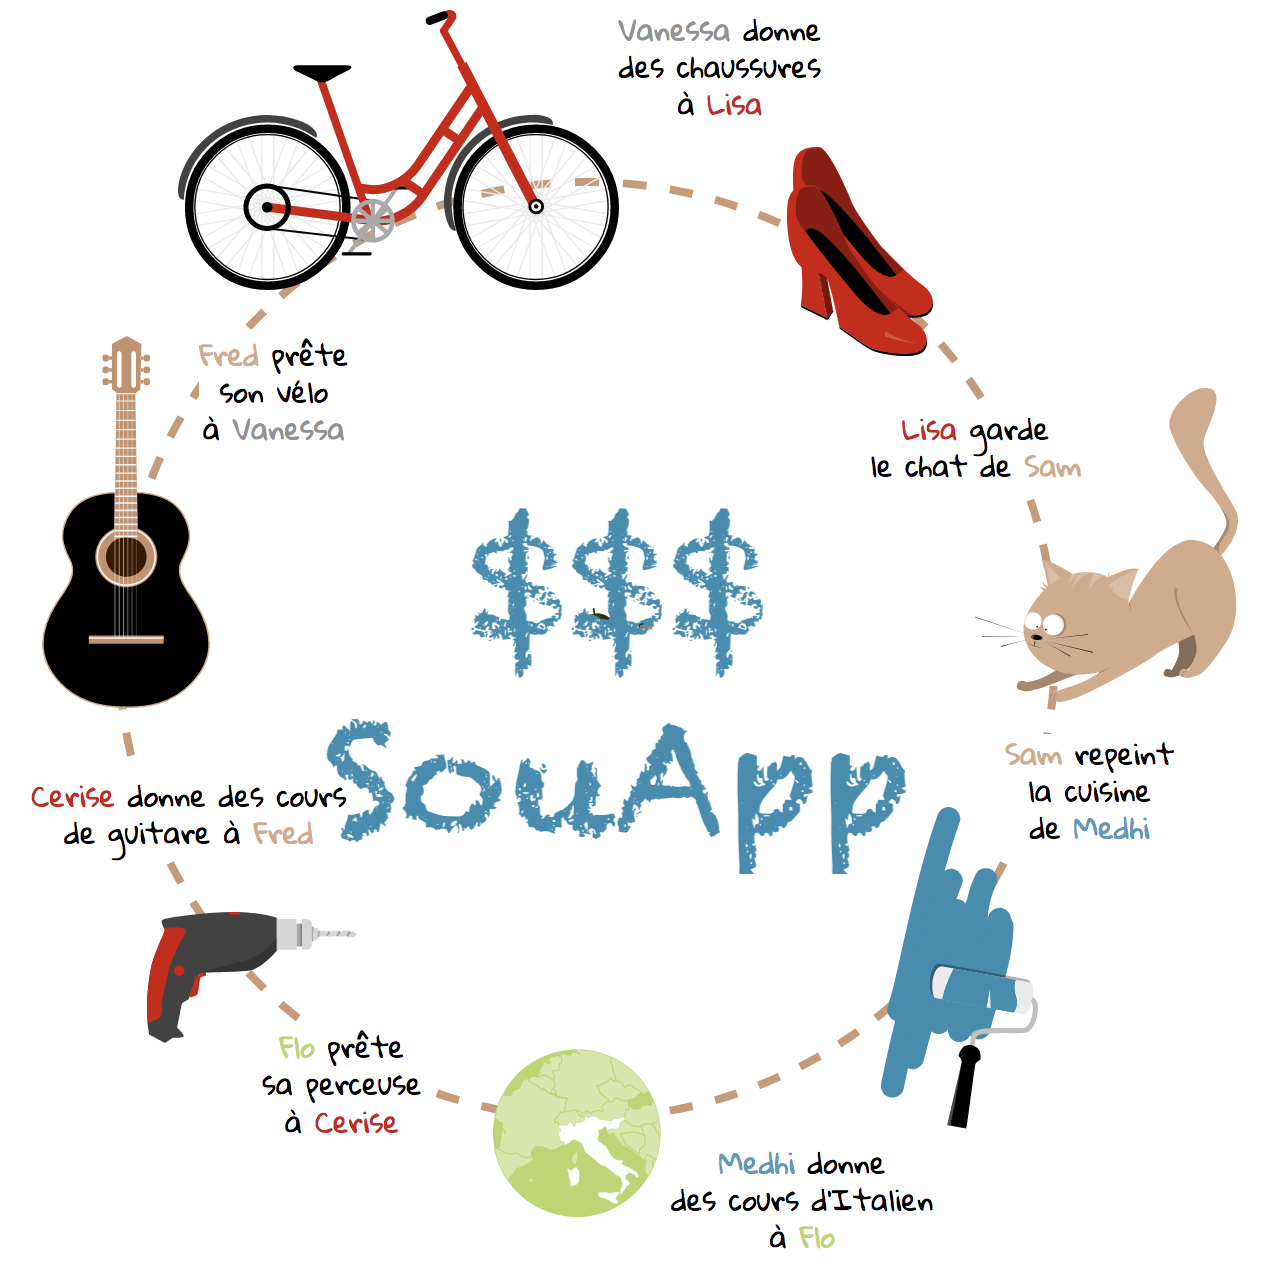 Vanessa donne
des chaussures
à Lisa
Fred prête
son vélo
à Vanessa
Lisa garde
le chat de Sam
$$$
SouApp
Sam repeint
la cuisine
de Medhi
Cerise donne des cours
de guitare à Fred
Flo prête
sa perceuse
à Cerise
Medhi donne
des cours d'Italien
à Flo